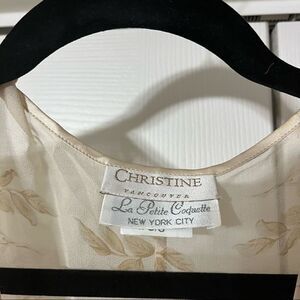 CHRISTINE
VANCOUVER
La Petite Coquette
NEW YORK CITY